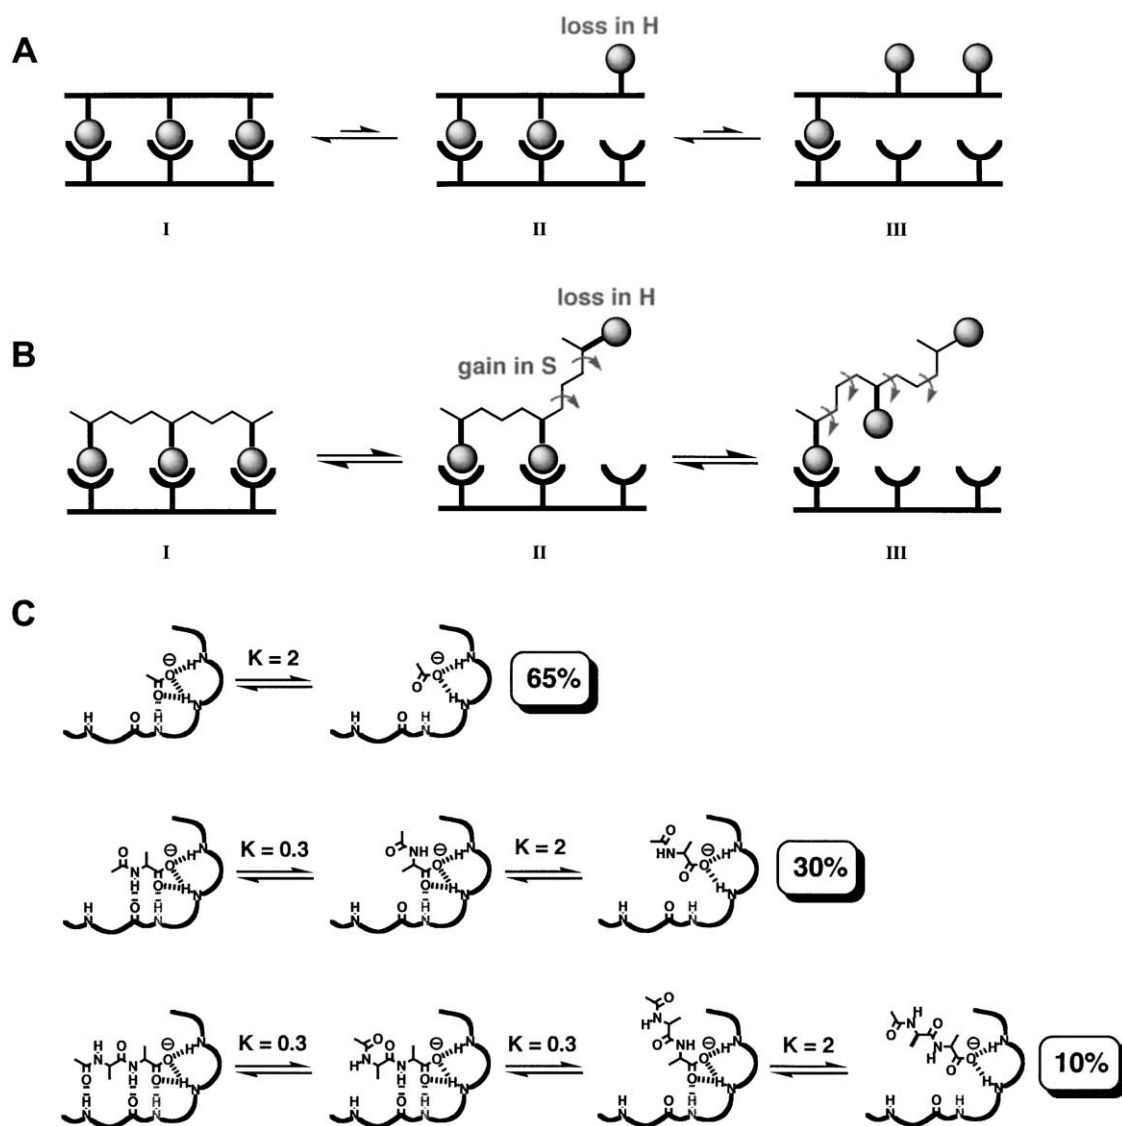 A
loss in H
I
II
III
B
loss in H
gain in S
I
II
III
C
K = 2
65%
K = 0.3
K = 2
30%
K = 0.3
K = 0.3
K = 2
10%